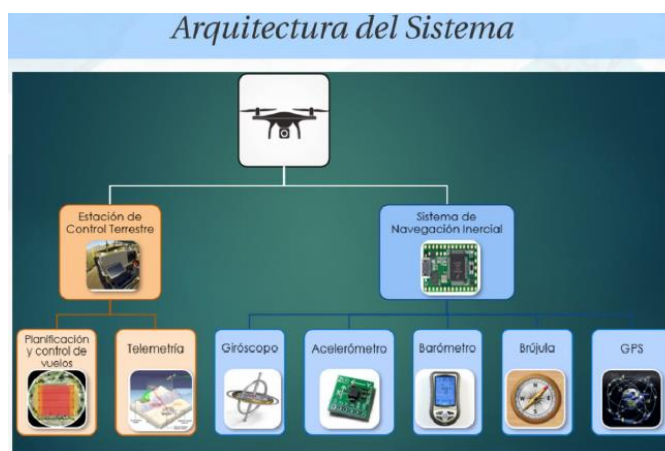 Arquitectura del Sistema
Estación de
Control Terrestre
Sistema de
Navegación Inercial
Planificación
y control de
vuelos
Telemetría
Giróscopo
Acelerómetro
Barómetro
Brújula
GPS